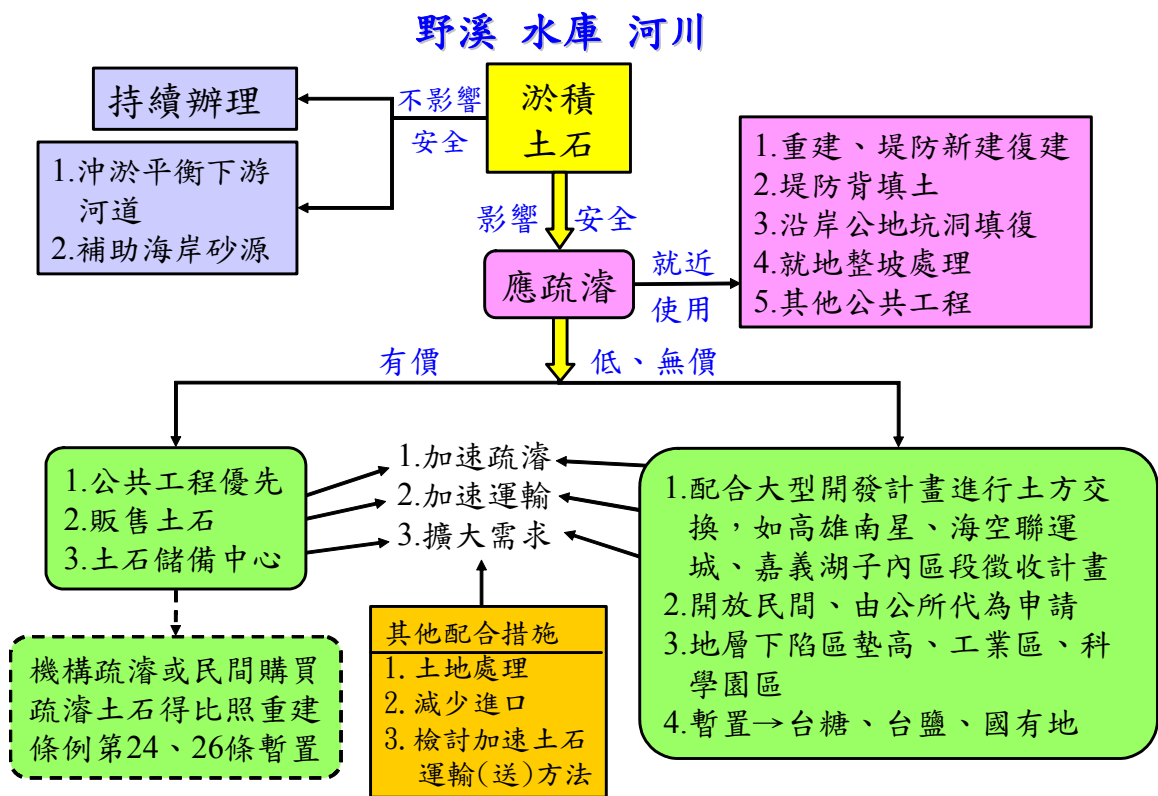 野溪 水庫 河川
持續辦理
不影響
安全
淤積
土石
1.沖淤平衡下游
河道
2.補助海岸砂源
1.重建、堤防新建復建
2.堤防背填土
3.沿岸公地坑洞填復
4.就地整坡處理
5.其他公共工程
影響
安全
應疏濬
就近
使用
有價
低、無價
1.公共工程優先
2.販售土石
3.土石儲備中心
1.加速疏濬
2.加速運輸
3.擴大需求
1.配合大型開發計畫進行土方交
換，如高雄南星、海空聯運
城、嘉義湖子內區段徵收計畫
2.開放民間、由公所代為申請
3.地層下陷區墊高、工業區、科
學園區
4.暫置→台糖、台鹽、國有地
機構疏濬或民間購買
疏濬土石得比照重建
條例第24、26條暫置
其他配合措施
1. 土地處理
2. 減少進口
3. 檢討加速土石
運輸(送)方法